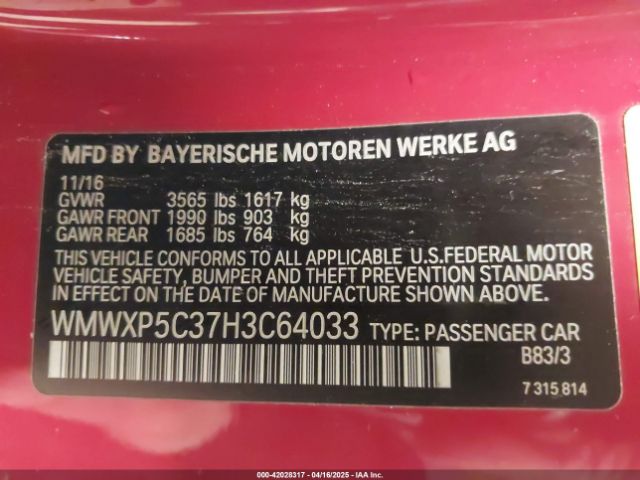 MFD BY BAYERISCHE MOTOREN WERKE AG
11/16
GVWR 3565 lbs 1617 kg
GAWR FRONT 1990 lbs 903 kg
GAWR REAR 1685 lbs 764 kg
THIS VEHICLE CONFORMS TO ALL APPLICABLE U.S.FEDERAL MOTOR
VEHICLE SAFETY, BUMPER AND THEFT PREVENTION STANDARDS
IN EFFECT ON THE DATE OF MANUFACTURE SHOWN ABOVE.
WMWXP5C37H3C64033 TYPE: PASSENGER CAR
B83/3
7 315 814
000-42028317 - 04/16/2025 - IAAI, Inc.